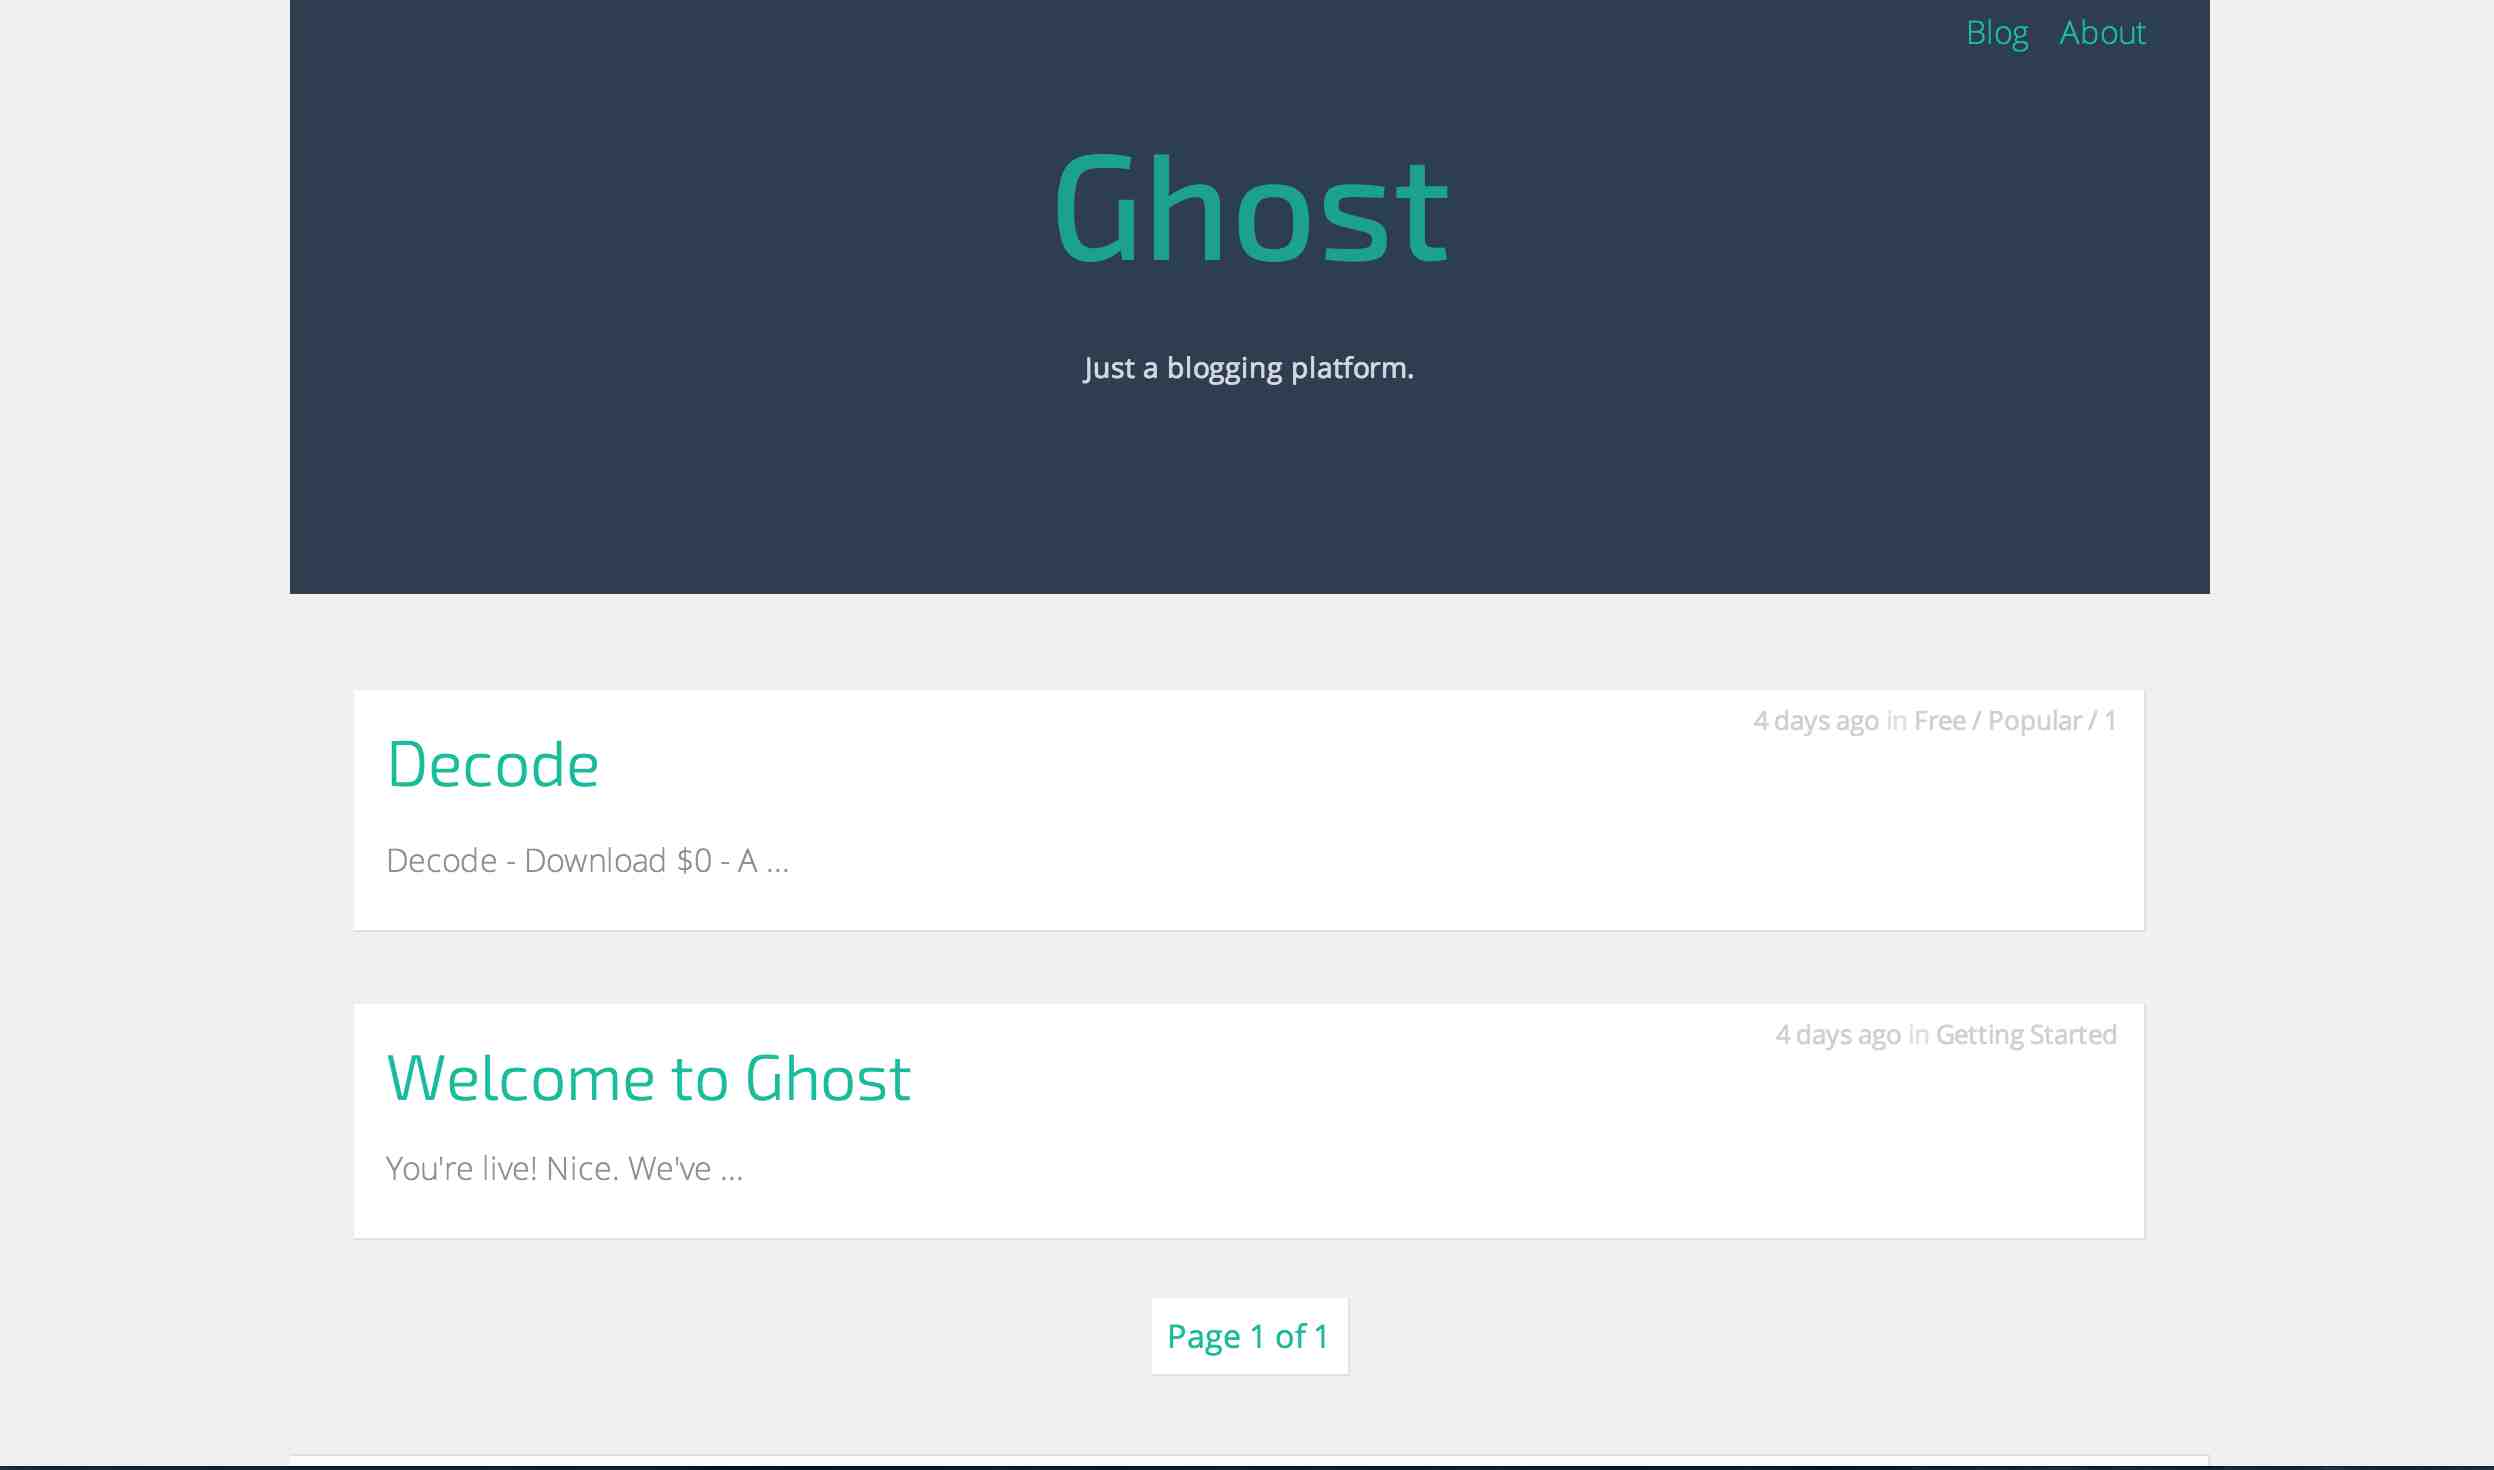 Blog About
Ghost
Just a blogging platform.
4 days ago in Free / Popular / 1
Decode
Decode - Download $0 - A ...
4 days ago in Getting Started
Welcome to Ghost
You're live! Nice. We've ...
Page 1 of 1